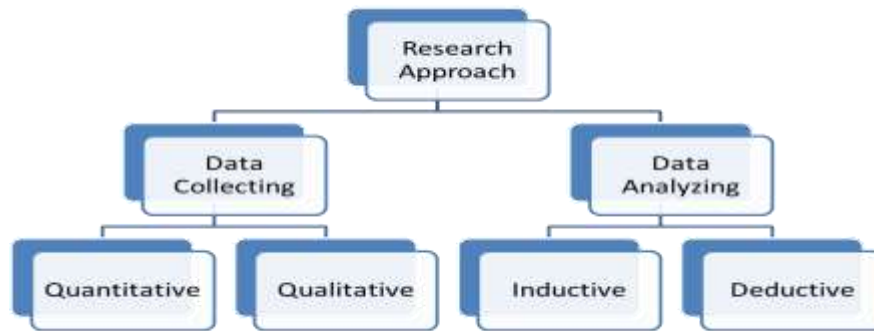 Research
Approach
Data
Collecting
Data
Analyzing
Quantitative
Qualitative
Inductive
Deductive